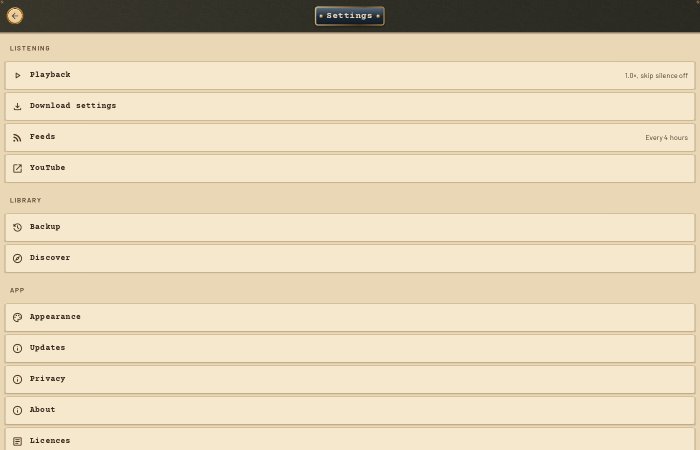 Settings
LISTENING
Playback 1.0×, skip silence off
Download settings
Feeds Every 4 hours
YouTube
LIBRARY
Backup
Discover
APP
Appearance
Updates
Privacy
About
Licences